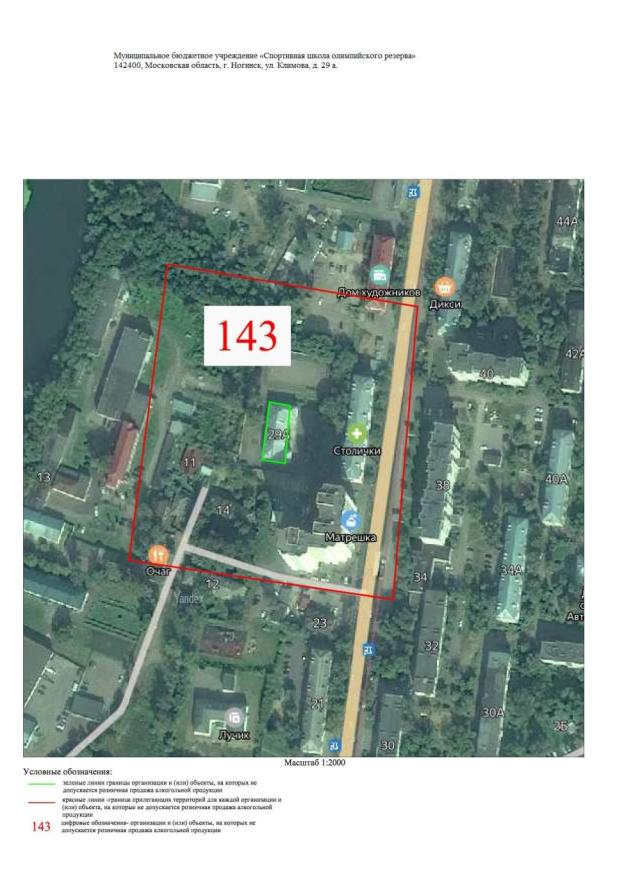 Муниципальное бюджетное учреждение «Спортивная школа олимпийского резерва»
142400, Московская область, г. Ногинск, ул. Климова, д. 29 а.
44А
Дом художников
Дикси
143
42А
40
29А
Столички
11
13
38
40А
14
Матрешка
Очаг
12
34
34А
Yandex
Авт
23
32
21
30А
2Б
Лучик
30
Масштаб 1:2000
Условные обозначения:
зеленые линии границы организации и (или) объекты, на которых не
допускается розничная продажа алкогольной продукции
красные линии -граница прилегающих территорий для каждой организации и
(или) объекта, на которые не допускается розничная продажа алкогольной
продукции
143
цифровые обозначения- организации и (или) объекты, на которых не
допускается розничная продажа алкогольной продукции